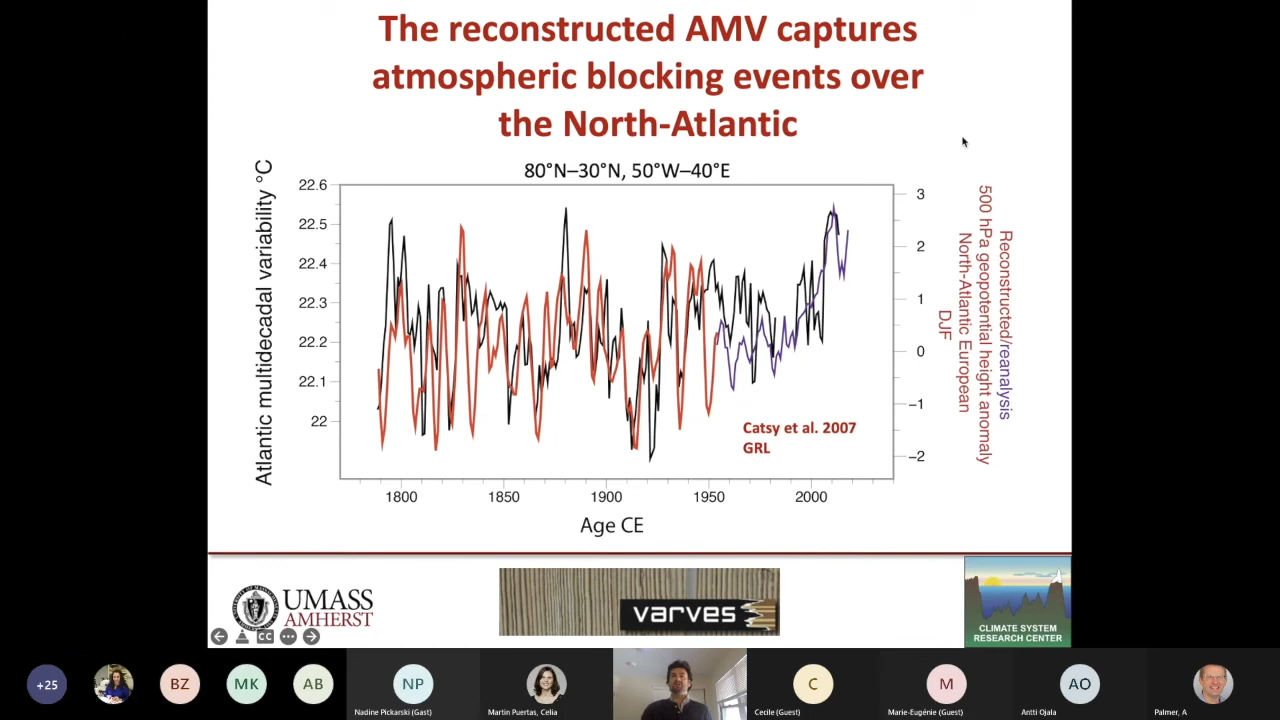 The reconstructed AMV captures
atmospheric blocking events over
the North-Atlantic
80°N–30°N, 50°W–40°E
Atlantic multidecadal variability °C
22.6
22.5
22.4
22.3
22.2
22.1
22
3
2
1
0
−1
−2
Reconstructed/reanalysis
500 hPa geopotential height anomaly
North-Atlantic European
DJF
Catsy et al. 2007
GRL
1800
1850
1900
1950
2000
Age CE
UMASS
AMHERST
varves
CLIMATE SYSTEM
RESEARCH CENTER
CC
+25
BZ
MK
AB
NP
Nadine Pickarski (Gast)
Martin Puertas, Celia
C
Cecile (Guest)
M
Marie-Eugénie (Guest)
AO
Antti Ojala
Palmer, A